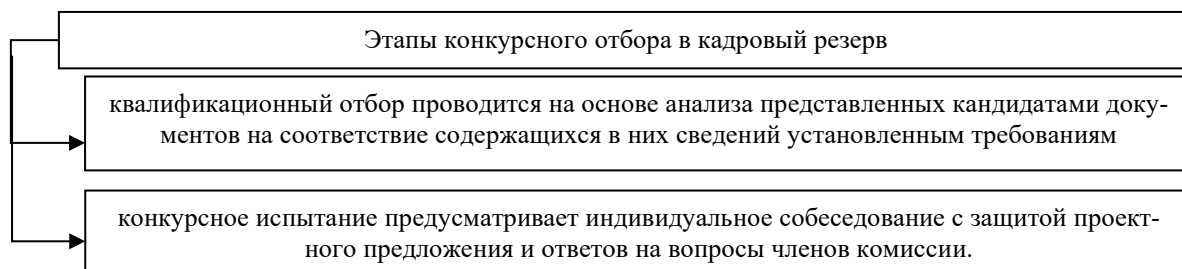 Этапы конкурсного отбора в кадровый резерв
квалификационный отбор проводится на основе анализа представленных кандидатами доку-
ментов на соответствие содержащихся в них сведений установленным требованиям
конкурсное испытание предусматривает индивидуальное собеседование с защитой проект-
ного предложения и ответов на вопросы членов комиссии.